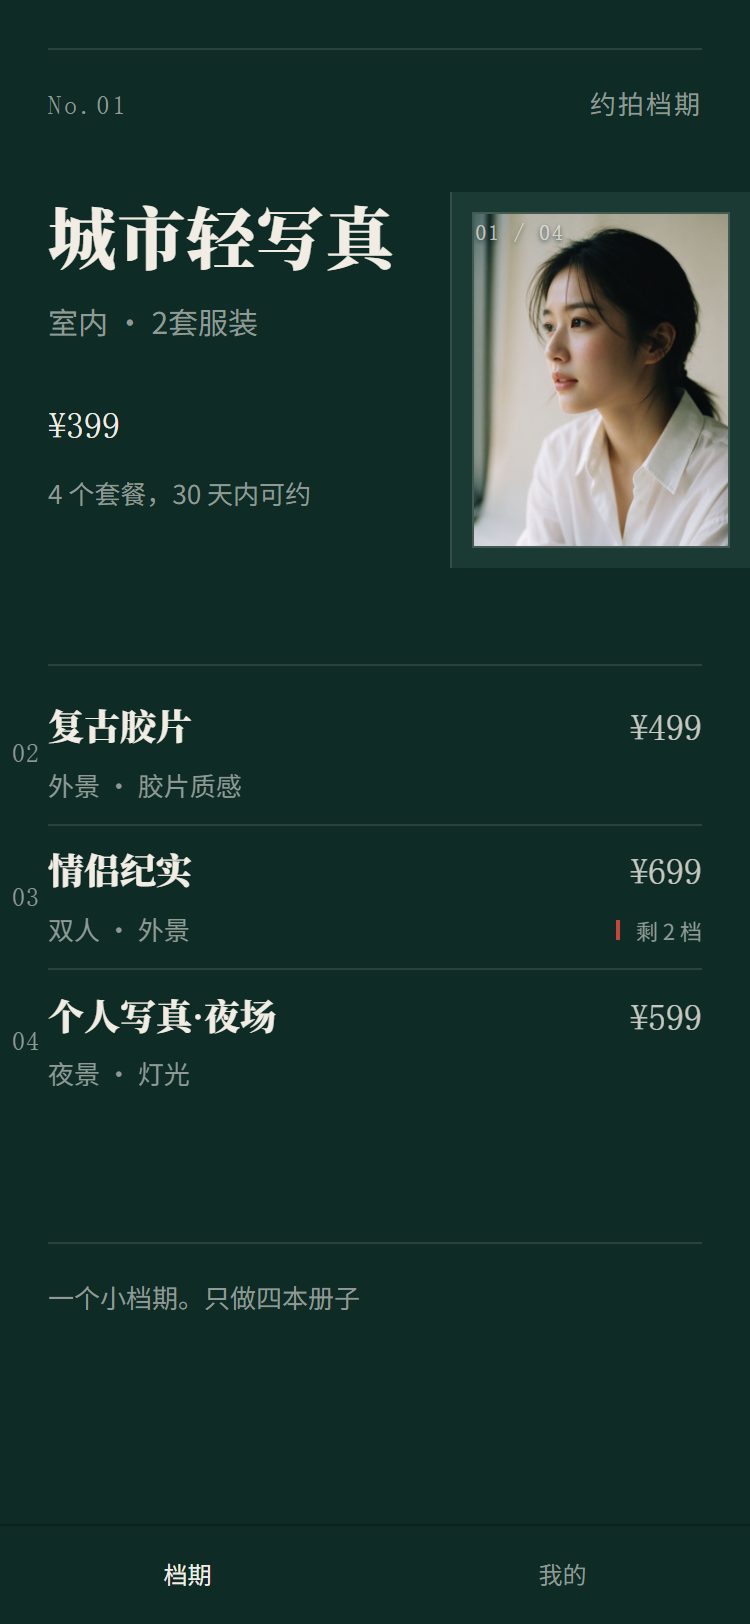 No.01
约拍档期
城市轻写真
室内 · 2套服装
¥399
4 个套餐，30 天内可约
01 / 04
02
复古胶片
¥499
外景 · 胶片质感
03
情侣纪实
¥699
双人 · 外景
剩 2 档
04
个人写真·夜场
¥599
夜景 · 灯光
一个小档期。只做四本册子
档期
我的